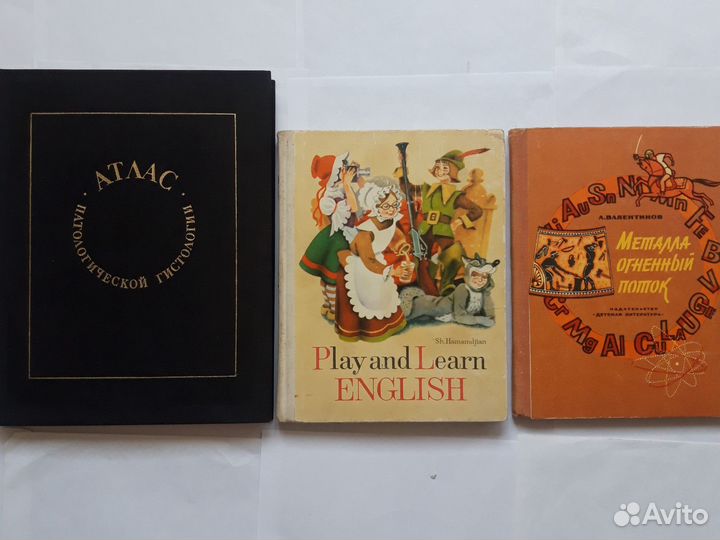 · АТЛАС ·
ПАТОЛОГИЧЕСКОЙ ГИСТОЛОГИИ
Sh. Hamamdjian
Play and Learn
ENGLISH
Au Sn N Mn Fe B V
А. ВАЛЕНТИНОВ
МЕТАЛЛА
ОГНЕННЫЙ
ПОТОК
ИЗДАТЕЛЬСТВО
«ДЕТСКАЯ ЛИТЕРАТУРА»
Cr Mg Al Cu
Avito